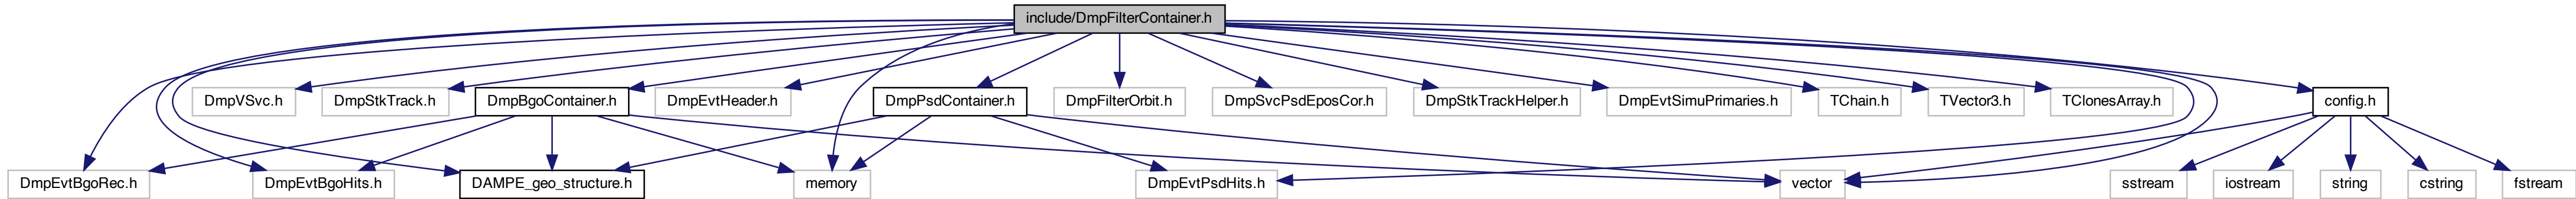 include/DmpFilterContainer.h
DmpVSvc.h
DmpStkTrack.h
DmpBgoContainer.h
DmpEvtHeader.h
DmpPsdContainer.h
DmpFilterOrbit.h
DmpSvcPsdEposCor.h
DmpStkTrackHelper.h
DmpEvtSimuPrimaries.h
TChain.h
TVector3.h
TClonesArray.h
config.h
DmpEvtBgoRec.h
DmpEvtBgoHits.h
DAMPE_geo_structure.h
memory
DmpEvtPsdHits.h
vector
sstream
iostream
string
cstring
fstream